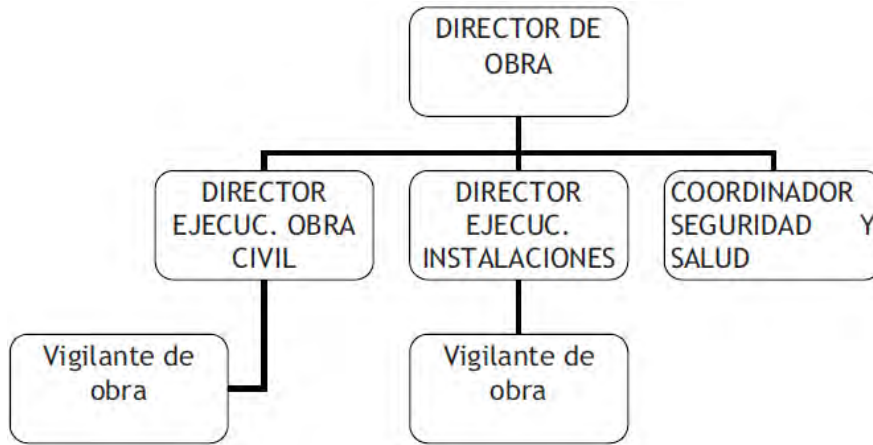 DIRECTOR DE
OBRA
DIRECTOR
EJECUC. OBRA
CIVIL
DIRECTOR
EJECUC.
INSTALACIONES
COORDINADOR
SEGURIDAD Y
SALUD
Vigilante de
obra
Vigilante de
obra